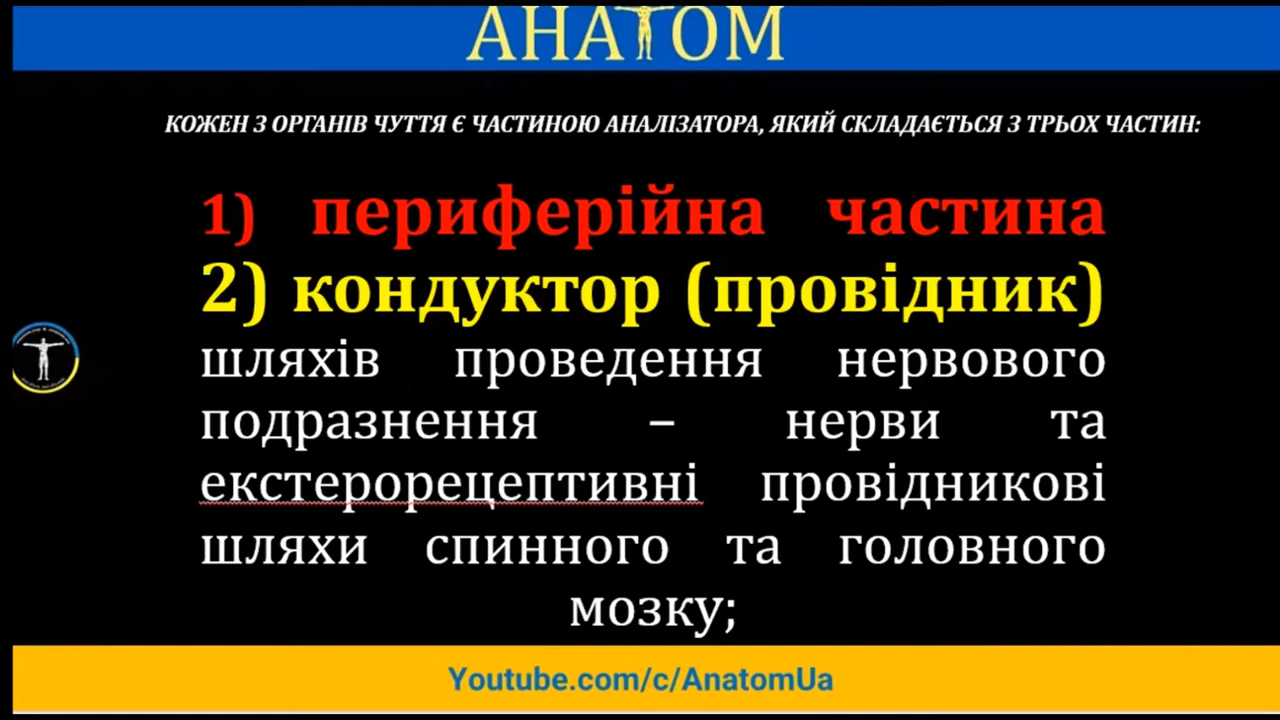 АНАТОМ
КОЖЕН З ОРГАНІВ ЧУТТЯ Є ЧАСТИНОЮ АНАЛІЗАТОРА, ЯКИЙ СКЛАДАЄТЬСЯ З ТРЬОХ ЧАСТИН:
1) периферійна частина
2) кондуктор (провідник)
шляхів проведення нервового
подразнення – нерви та
екстерорецептивні провідникові
шляхи спинного та головного
мозку;
Youtube.com/c/AnatomUa